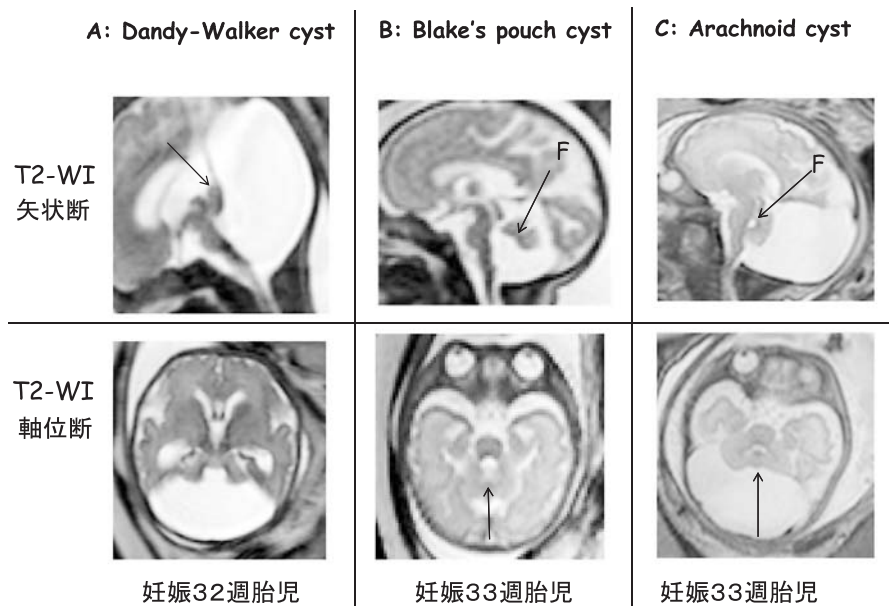 A: Dandy-Walker cyst
B: Blake's pouch cyst
C: Arachnoid cyst
T2-WI
矢状断
F
F
T2-WI
軸位断
妊娠32週胎児
妊娠33週胎児
妊娠33週胎児